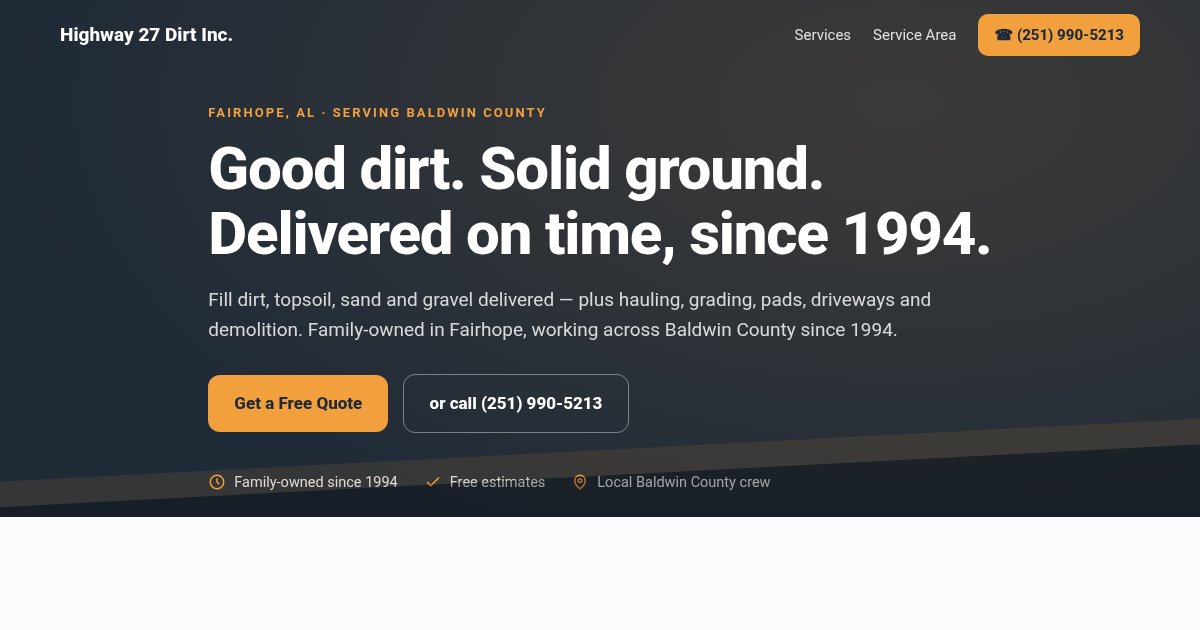 Highway 27 Dirt Inc.
Services
Service Area
☎ (251) 990-5213
FAIRHOPE, AL · SERVING BALDWIN COUNTY
Good dirt. Solid ground.
Delivered on time, since 1994.
Fill dirt, topsoil, sand and gravel delivered — plus hauling, grading, pads, driveways and
demolition. Family-owned in Fairhope, working across Baldwin County since 1994.
Get a Free Quote
or call (251) 990-5213
Family-owned since 1994
Free estimates
Local Baldwin County crew